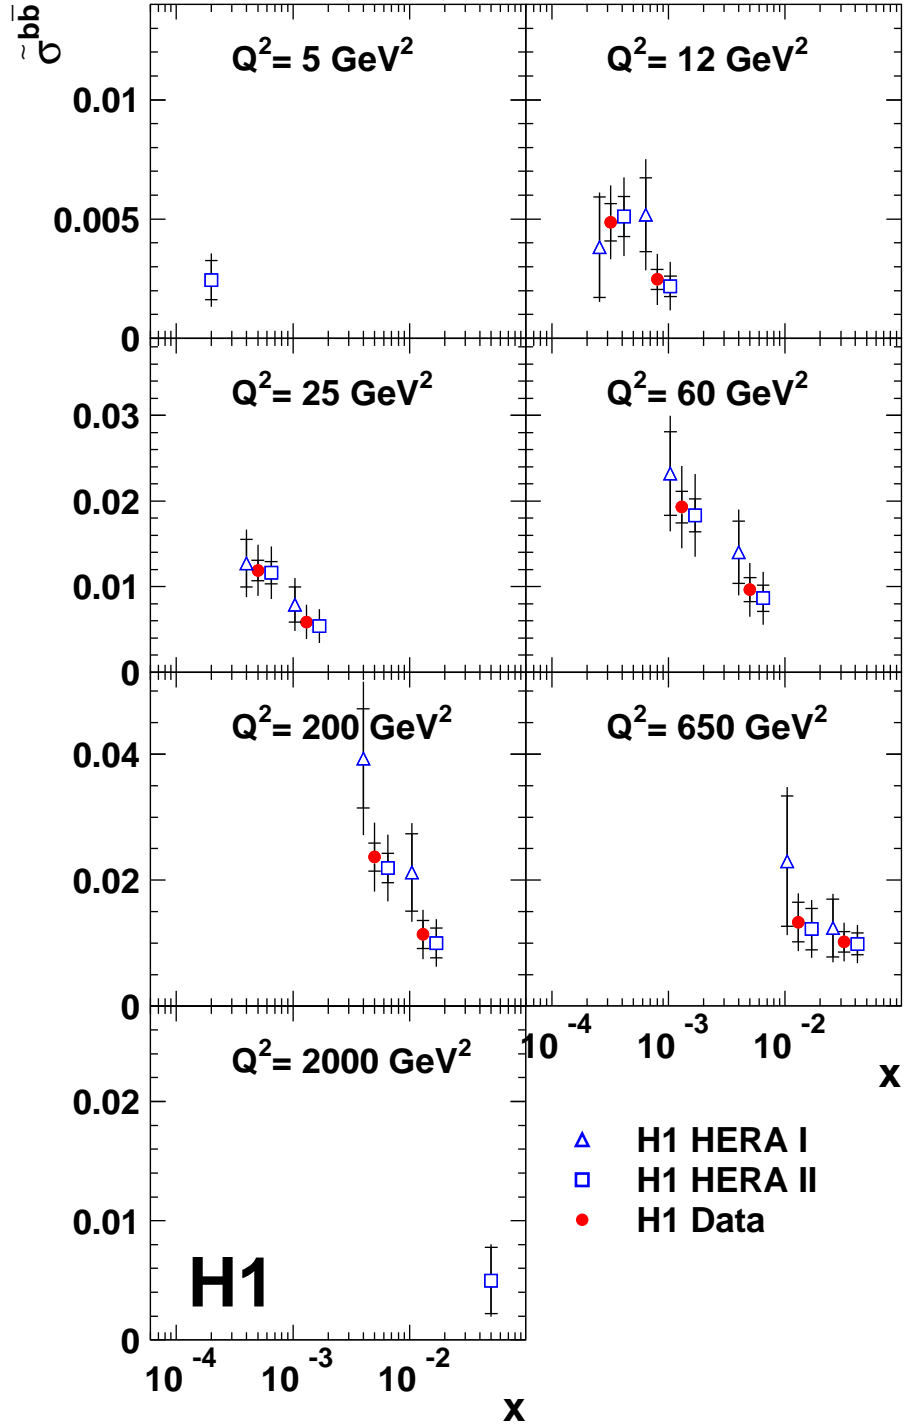 σ̃ᵇᵇ̄
Q²= 5 GeV²
Q²= 12 GeV²
0.01
0.005
0
Q²= 25 GeV²
Q²= 60 GeV²
0.03
0.02
0.01
0
Q²= 200 GeV²
Q²= 650 GeV²
0.04
0.02
0
10⁻⁴ 10⁻³ 10⁻²
x
Q²= 2000 GeV²
0.02
0.01
0
H1 HERA I
H1 HERA II
H1 Data
H1
10⁻⁴ 10⁻³ 10⁻²
x